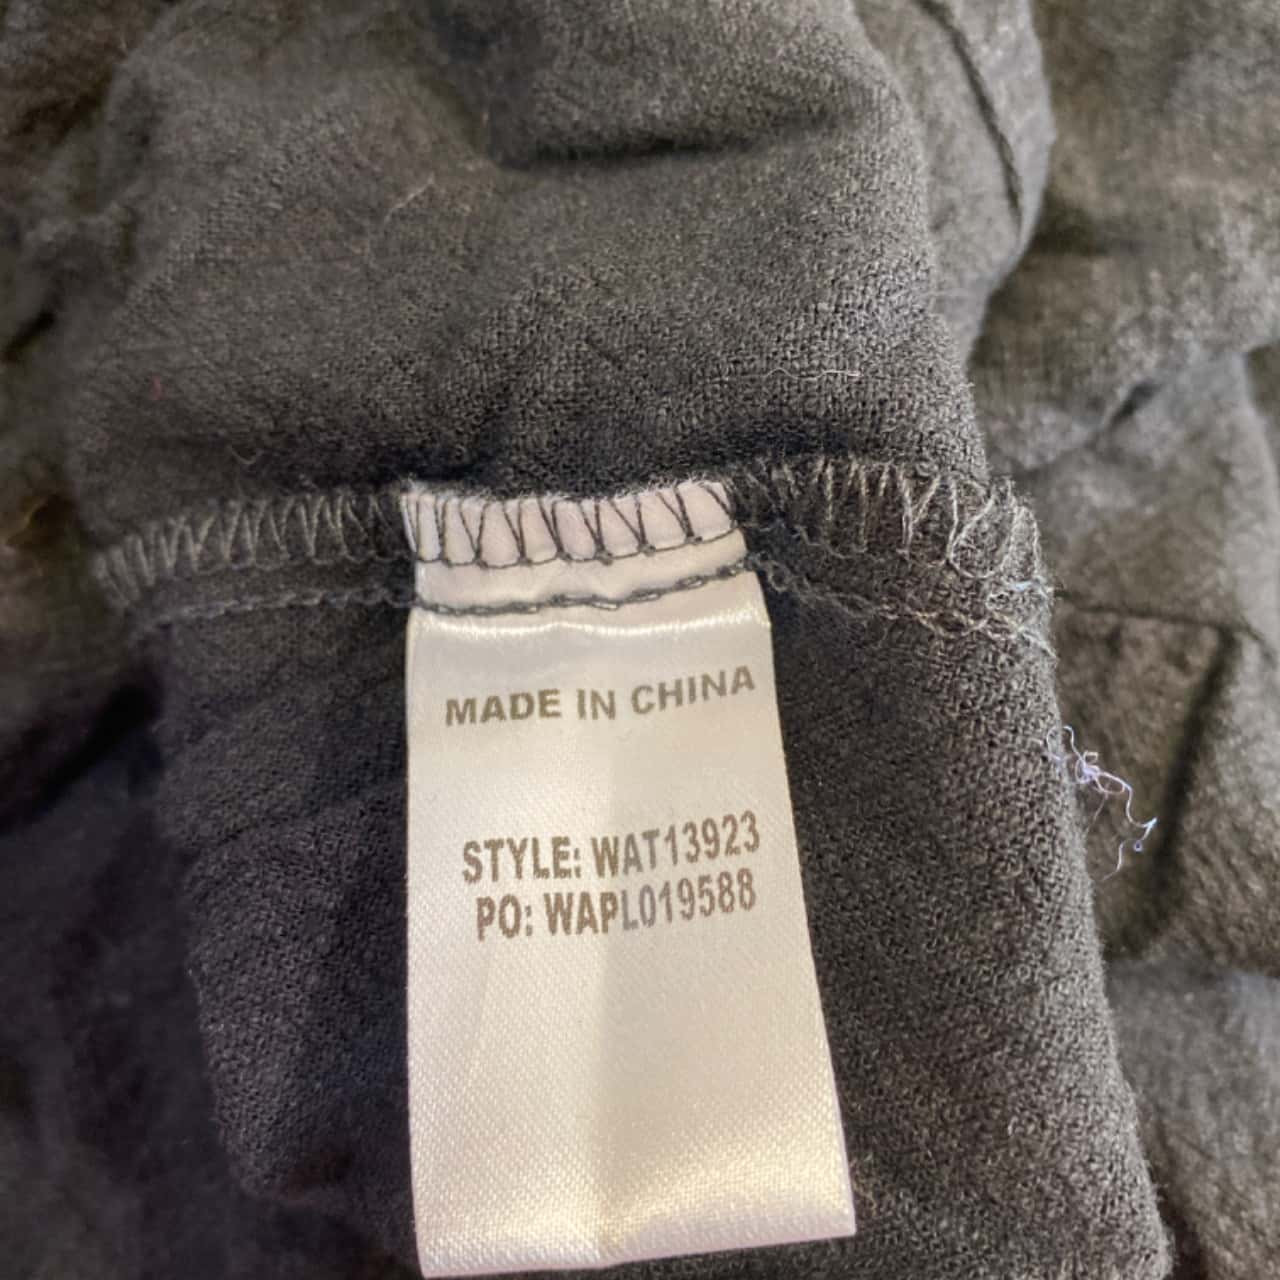 MADE IN CHINA
STYLE: WAT13923
PO: WAPL019588